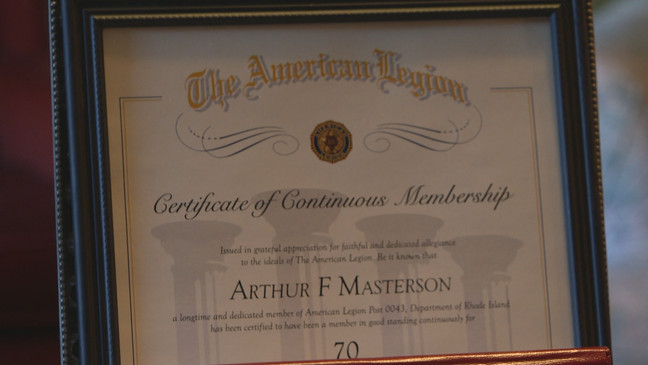 The American Legion
Certificate of Continuous Membership
Issued in grateful appreciation for faithful and dedicated allegiance
to the ideals of The American Legion. Be it known that
ARTHUR F MASTERSON
a longtime and dedicated member of American Legion Post 0043, Department of Rhode Island
has been certified to have been a member in good standing continuously for
70